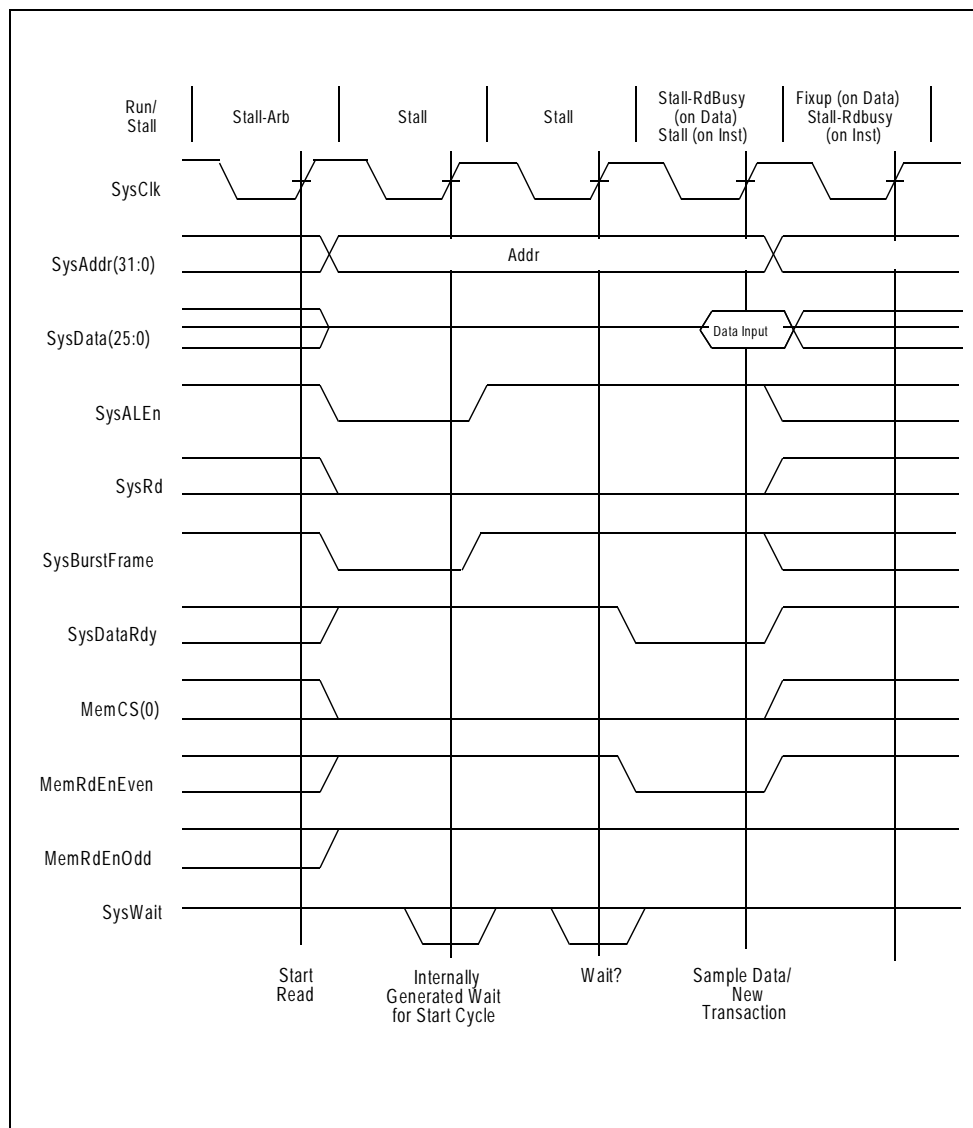 Run/
Stall
Stall-Arb
Stall
Stall
Stall-RdBusy
(on Data)
Stall (on Inst)
Fixup (on Data)
Stall-Rdbusy
(on Inst)
SysClk
SysAddr(31:0)
Addr
SysData(25:0)
Data Input
SysALEn
SysRd
SysBurstFrame
SysDataRdy
MemCS(0)
MemRdEnEven
MemRdEnOdd
SysWait
Start
Read
Internally
Generated Wait
for Start Cycle
Wait?
Sample Data/
New
Transaction